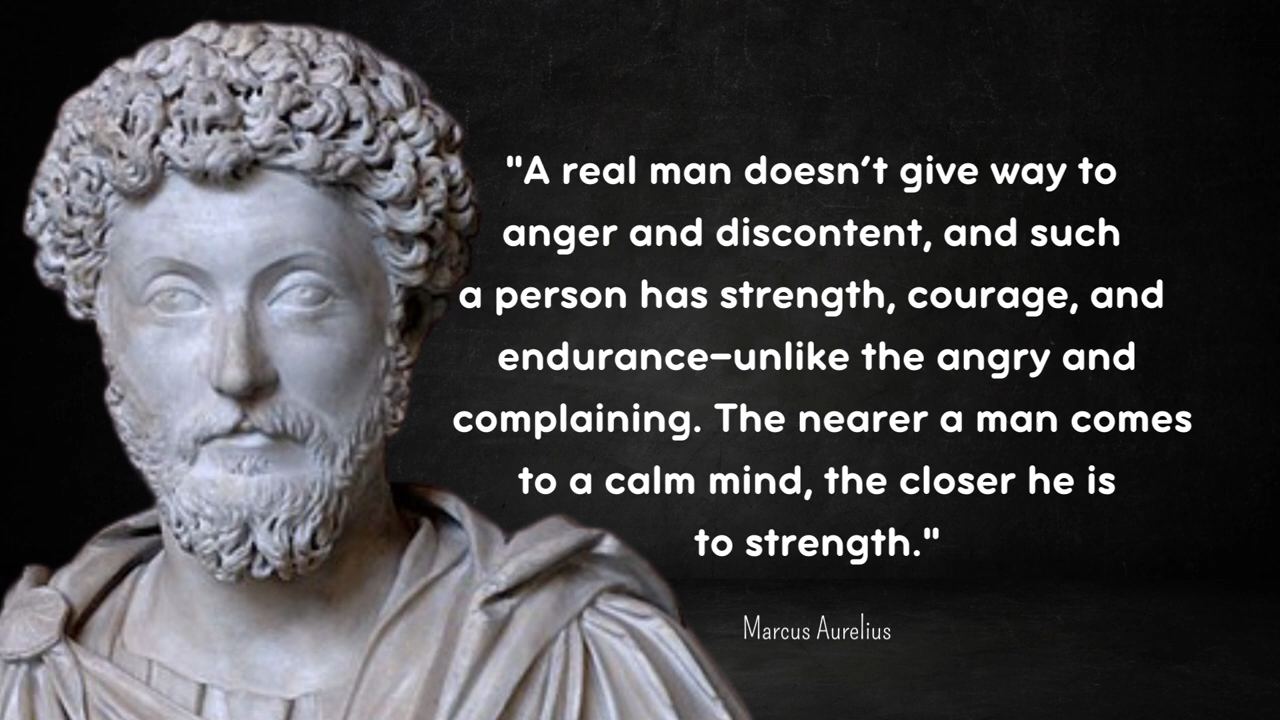 "A real man doesn’t give way to
anger and discontent, and such
a person has strength, courage, and
endurance–unlike the angry and
complaining. The nearer a man comes
to a calm mind, the closer he is
to strength."
Marcus Aurelius